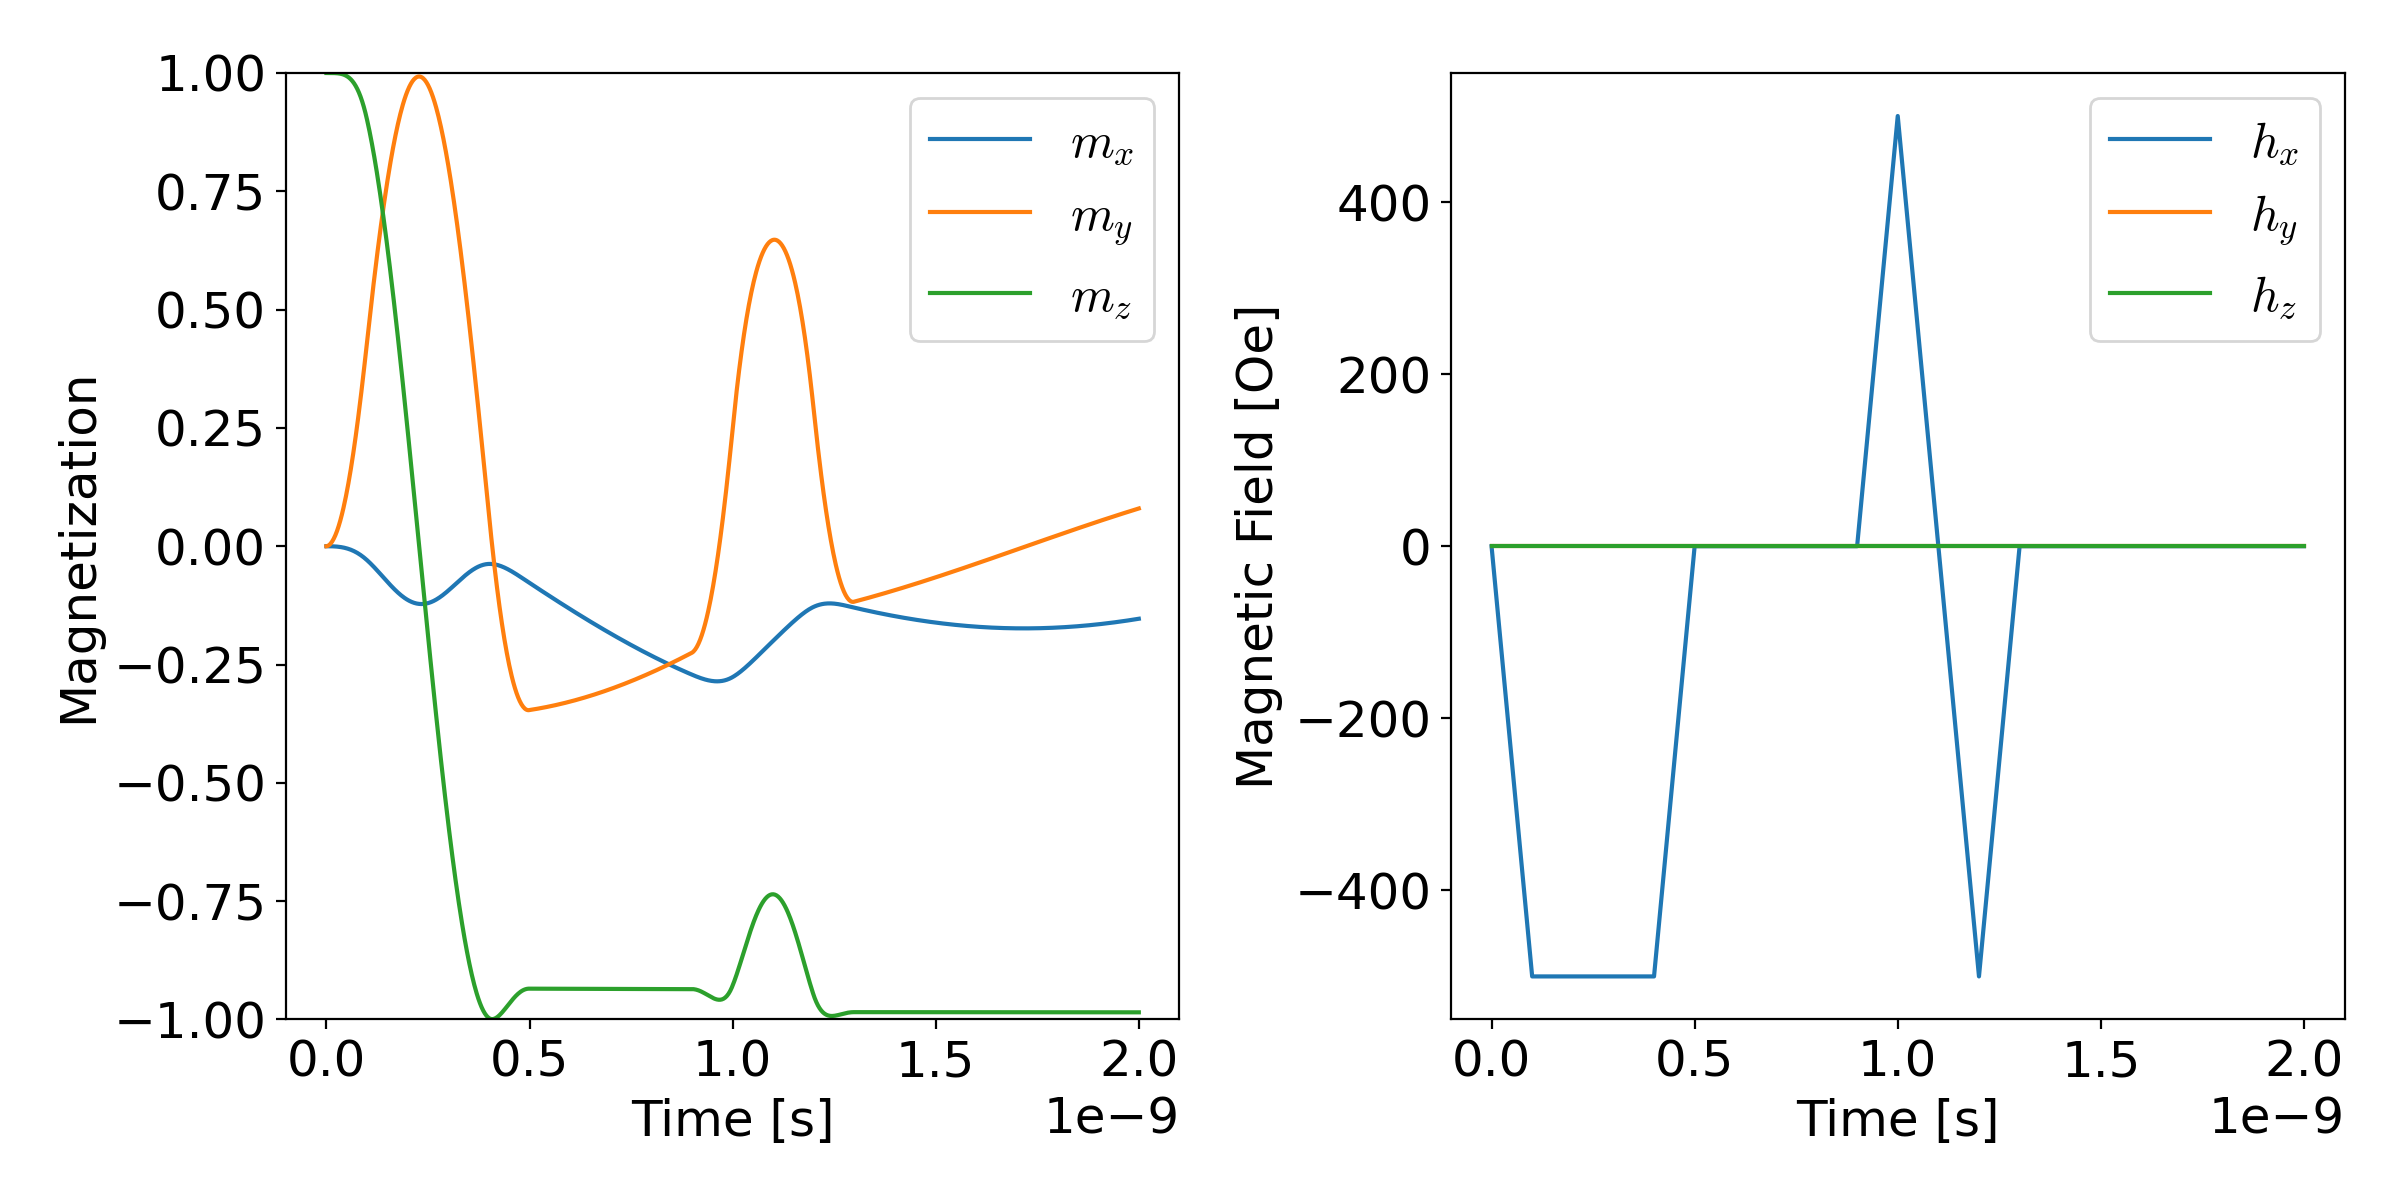 1.00
0.75
0.50
0.25
0.00
−0.25
−0.50
−0.75
−1.00
Magnetization
0.0 0.5 1.0 1.5 2.0
Time [s]
1e−9
m_x
m_y
m_z
400
200
0
−200
−400
Magnetic Field [Oe]
0.0 0.5 1.0 1.5 2.0
Time [s]
1e−9
h_x
h_y
h_z